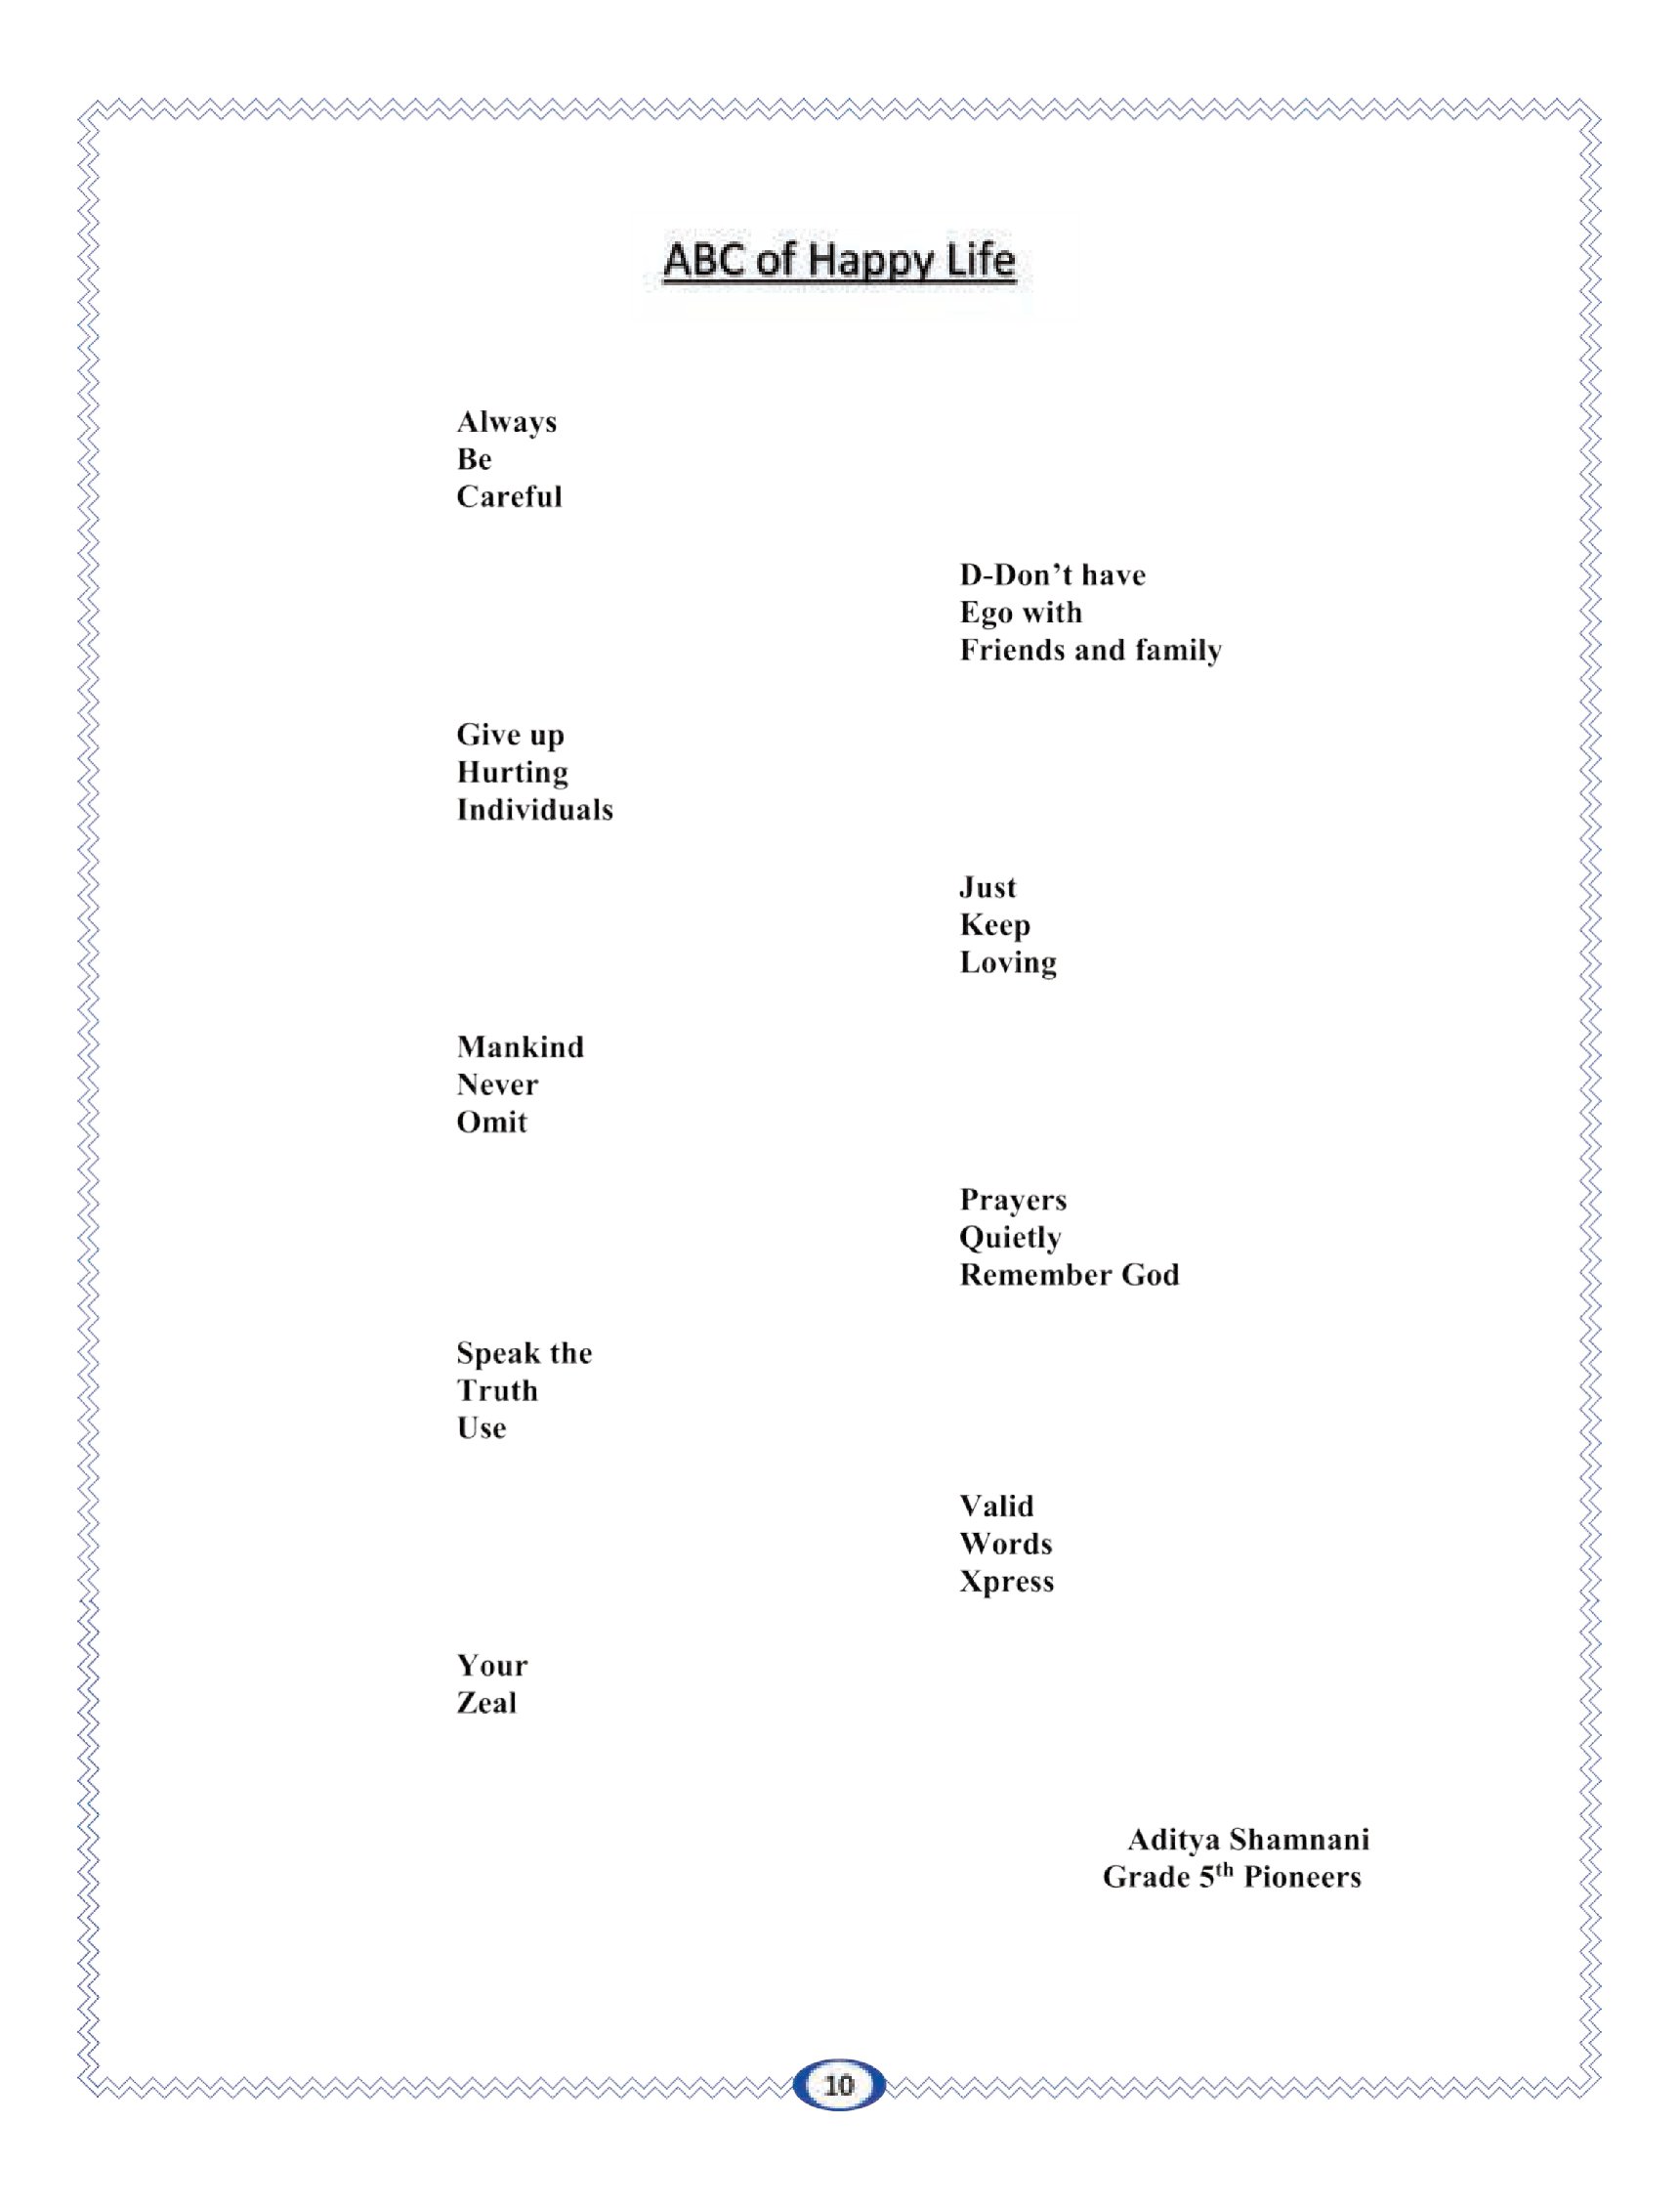 ABC of Happy Life
Always
Be
Careful
D-Don’t have
Ego with
Friends and family
Give up
Hurting
Individuals
Just
Keep
Loving
Mankind
Never
Omit
Prayers
Quietly
Remember God
Speak the
Truth
Use
Valid
Words
Xpress
Your
Zeal
Aditya Shamnani
Grade 5th Pioneers
10